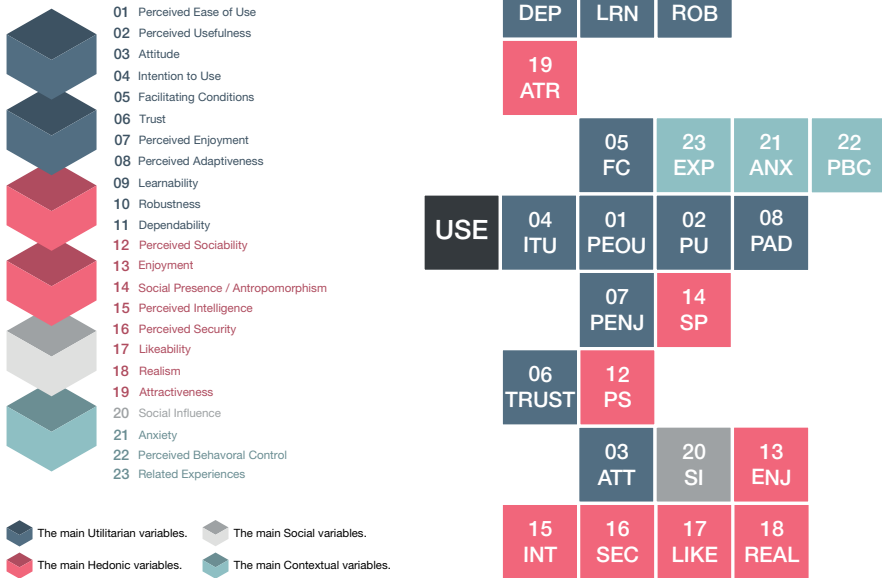 01 Perceived Ease of Use
02 Perceived Usefulness
03 Attitude
04 Intention to Use
05 Facilitating Conditions
06 Trust
07 Perceived Enjoyment
08 Perceived Adaptiveness
09 Learnability
10 Robustness
11 Dependability
12 Perceived Sociability
13 Enjoyment
14 Social Presence / Antropomorphism
15 Perceived Intelligence
16 Perceived Security
17 Likeability
18 Realism
19 Attractiveness
20 Social Influence
21 Anxiety
22 Perceived Behavoral Control
23 Related Experiences
The main Utilitarian variables.
The main Social variables.
The main Hedonic variables.
The main Contextual variables.
DEP LRN ROB
19
ATR
05 23 21 22
FC EXP ANX PBC
USE
04 01 02 08
ITU PEOU PU PAD
07 14
PENJ SP
06 12
TRUST PS
03 20 13
ATT SI ENJ
15 16 17 18
INT SEC LIKE REAL